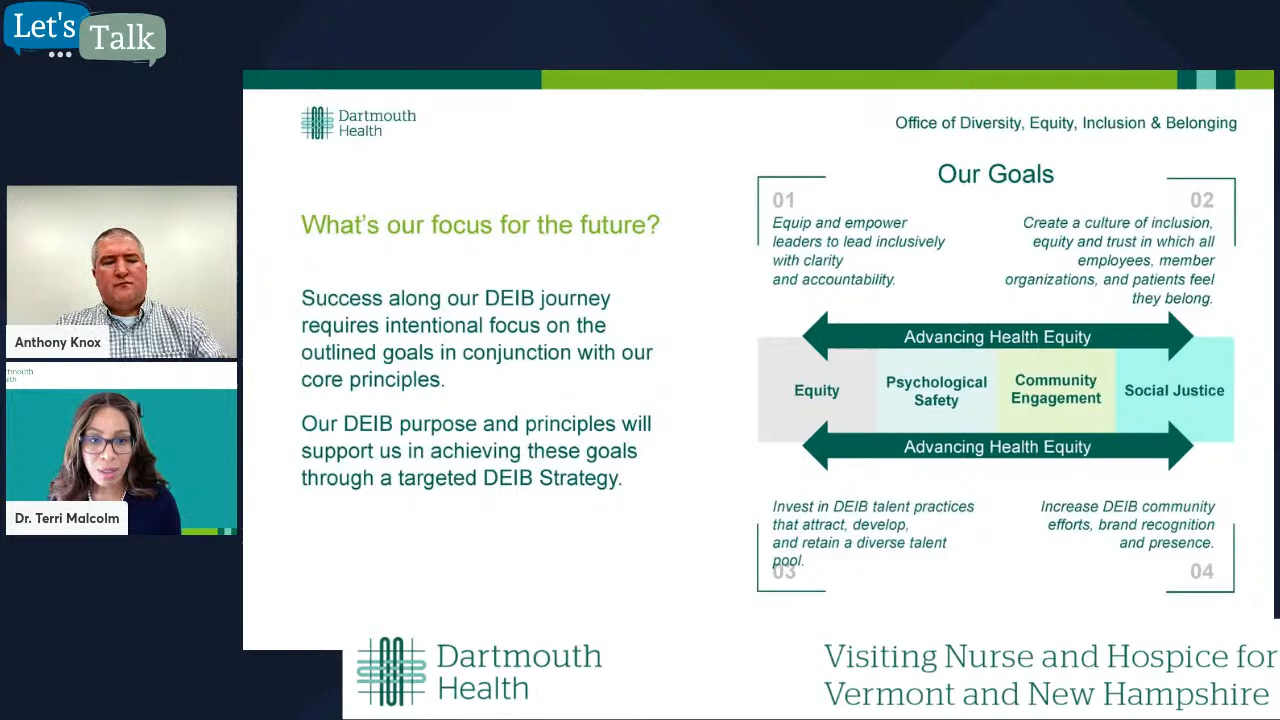 Let's
Talk
Dartmouth
Health
Office of Diversity, Equity, Inclusion & Belonging
What's our focus for the future?
Success along our DEIB journey
requires intentional focus on the
outlined goals in conjunction with our
core principles.
Our DEIB purpose and principles will
support us in achieving these goals
through a targeted DEIB Strategy.
Our Goals
01
Equip and empower
leaders to lead inclusively
with clarity
and accountability.
02
Create a culture of inclusion,
equity and trust in which all
employees, member
organizations, and patients feel
they belong.
Advancing Health Equity
Equity
Psychological
Safety
Community
Engagement
Social Justice
Advancing Health Equity
Invest in DEIB talent practices
that attract, develop,
and retain a diverse talent
pool.
03
Increase DEIB community
efforts, brand recognition
and presence.
04
Anthony Knox
Dr. Terri Malcolm
Dartmouth
Health
Visiting Nurse and Hospice for
Vermont and New Hampshire